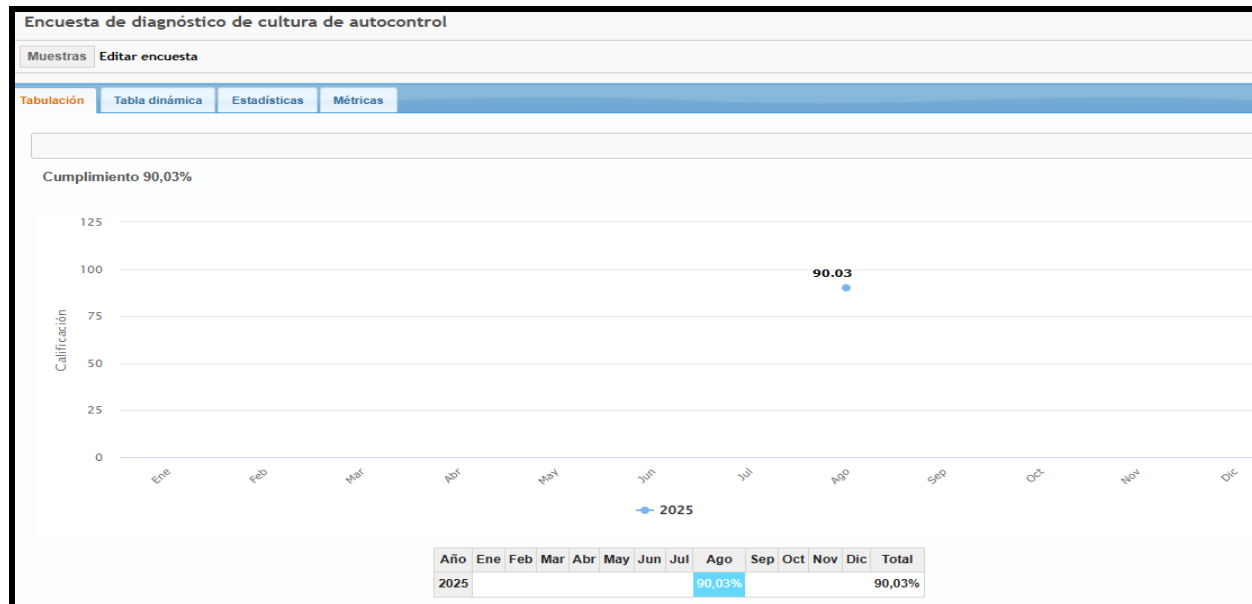 Encuesta de diagnóstico de cultura de autocontrol
Muestras Editar encuesta
Tabulación Tabla dinámica Estadísticas Métricas
Cumplimiento 90,03%
125
100
75
50
25
0
Calificación
90.03
Ene Feb Mar Abr May Jun Jul Ago Sep Oct Nov Dic
2025
Año Ene Feb Mar Abr May Jun Jul Ago Sep Oct Nov Dic Total
2025 90,03% 90,03%